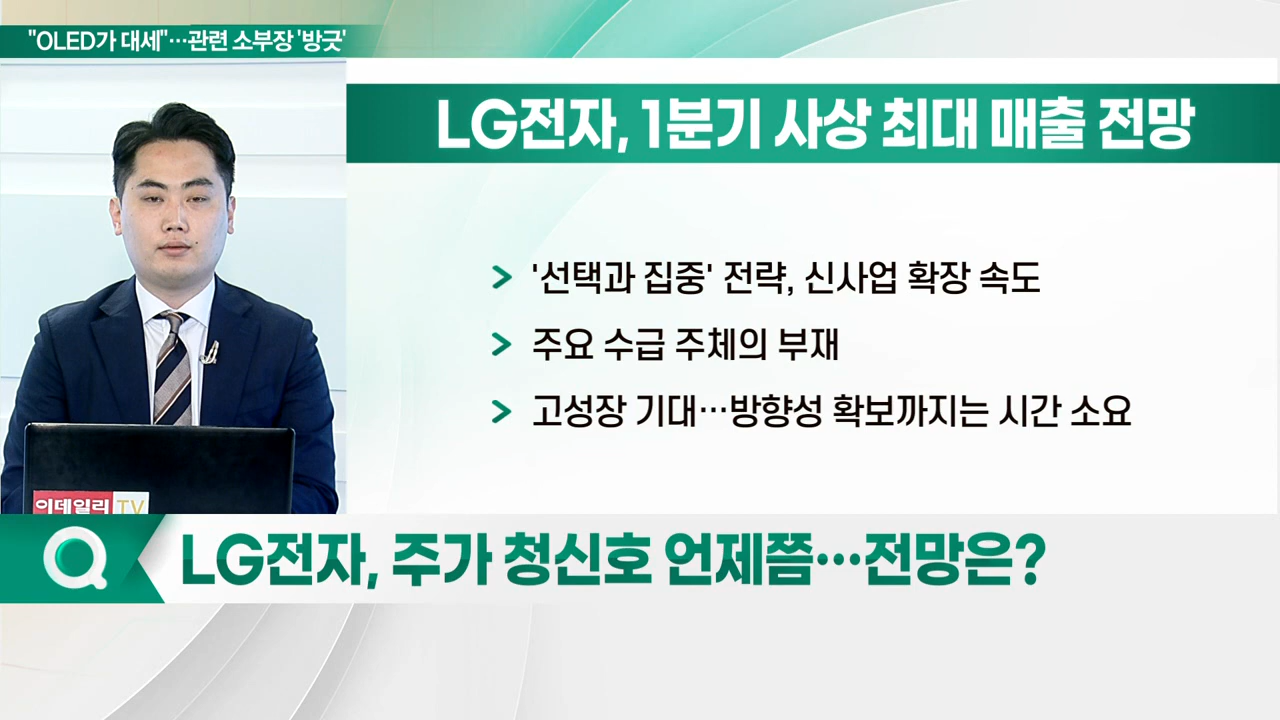 "OLED가 대세"…관련 소부장 '방긋'
LG전자, 1분기 사상 최대 매출 전망
'선택과 집중' 전략, 신사업 확장 속도
주요 수급 주체의 부재
고성장 기대…방향성 확보까지는 시간 소요
이데일리TV
LG전자, 주가 청신호 언제쯤…전망은?